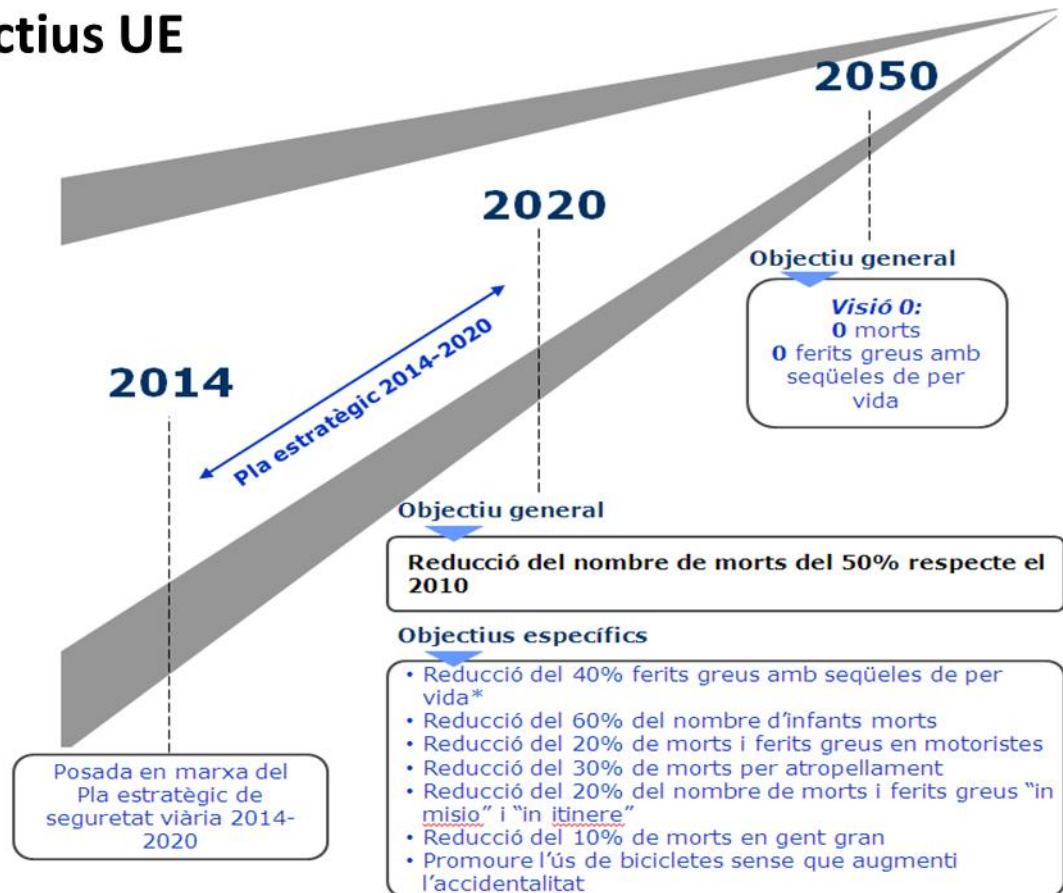 ctius UE
2050
2020
Objectiu general
Visió 0:
0 morts
0 ferits greus amb
seqüeles de per
vida
Pla estratègic 2014-2020
2014
Objectiu general
Reducció del nombre de morts del 50% respecte el
2010
Objectius específics
• Reducció del 40% ferits greus amb seqüeles de per
vida*
• Reducció del 60% del nombre d’infants morts
• Reducció del 20% de morts i ferits greus en motoristes
• Reducció del 30% de morts per atropellament
• Reducció del 20% del nombre de morts i ferits greus “in
misio” i “in itinere”
• Reducció del 10% de morts en gent gran
• Promoure l’ús de bicicletes sense que augmenti
l’accidentalitat
Posada en marxa del
Pla estratègic de
seguretat viària 2014-
2020